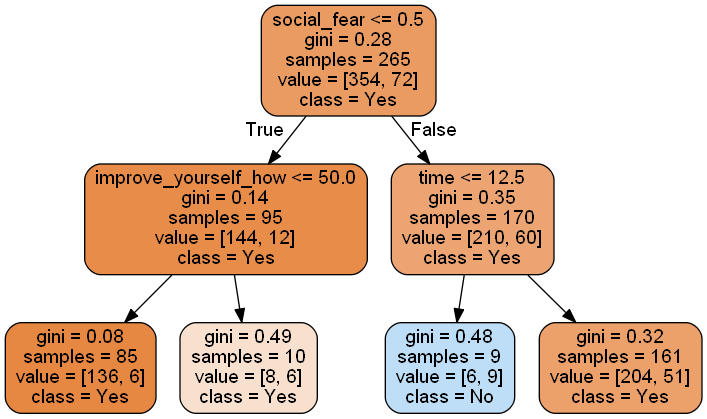 social_fear <= 0.5
gini = 0.28
samples = 265
value = [354, 72]
class = Yes
True
False
improve_yourself_how <= 50.0
gini = 0.14
samples = 95
value = [144, 12]
class = Yes
time <= 12.5
gini = 0.35
samples = 170
value = [210, 60]
class = Yes
gini = 0.08
samples = 85
value = [136, 6]
class = Yes
gini = 0.49
samples = 10
value = [8, 6]
class = Yes
gini = 0.48
samples = 9
value = [6, 9]
class = No
gini = 0.32
samples = 161
value = [204, 51]
class = Yes